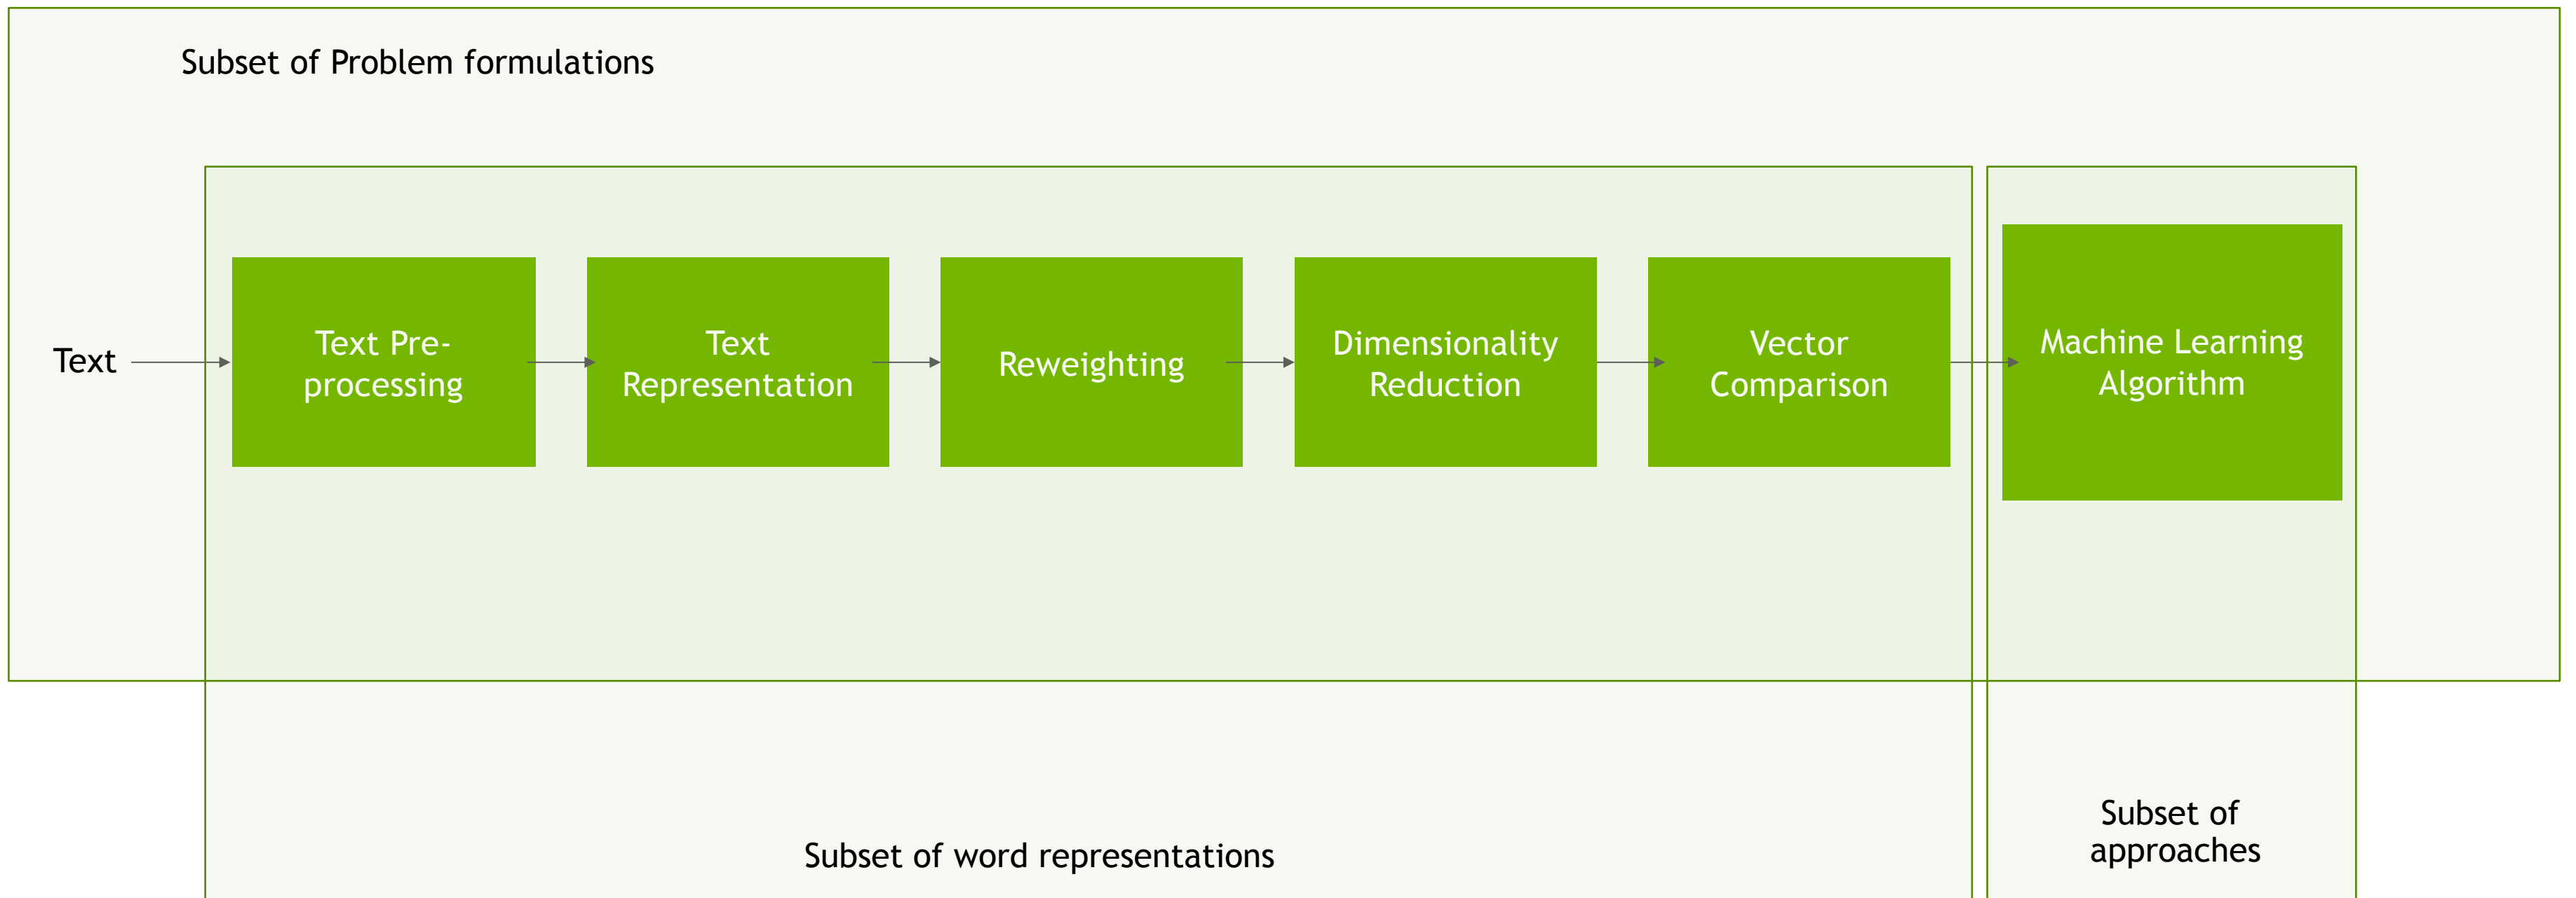 Subset of Problem formulations
Text
Text Pre-
processing
Text
Representation
Reweighting
Dimensionality
Reduction
Vector
Comparison
Machine Learning
Algorithm
Subset of word representations
Subset of
approaches